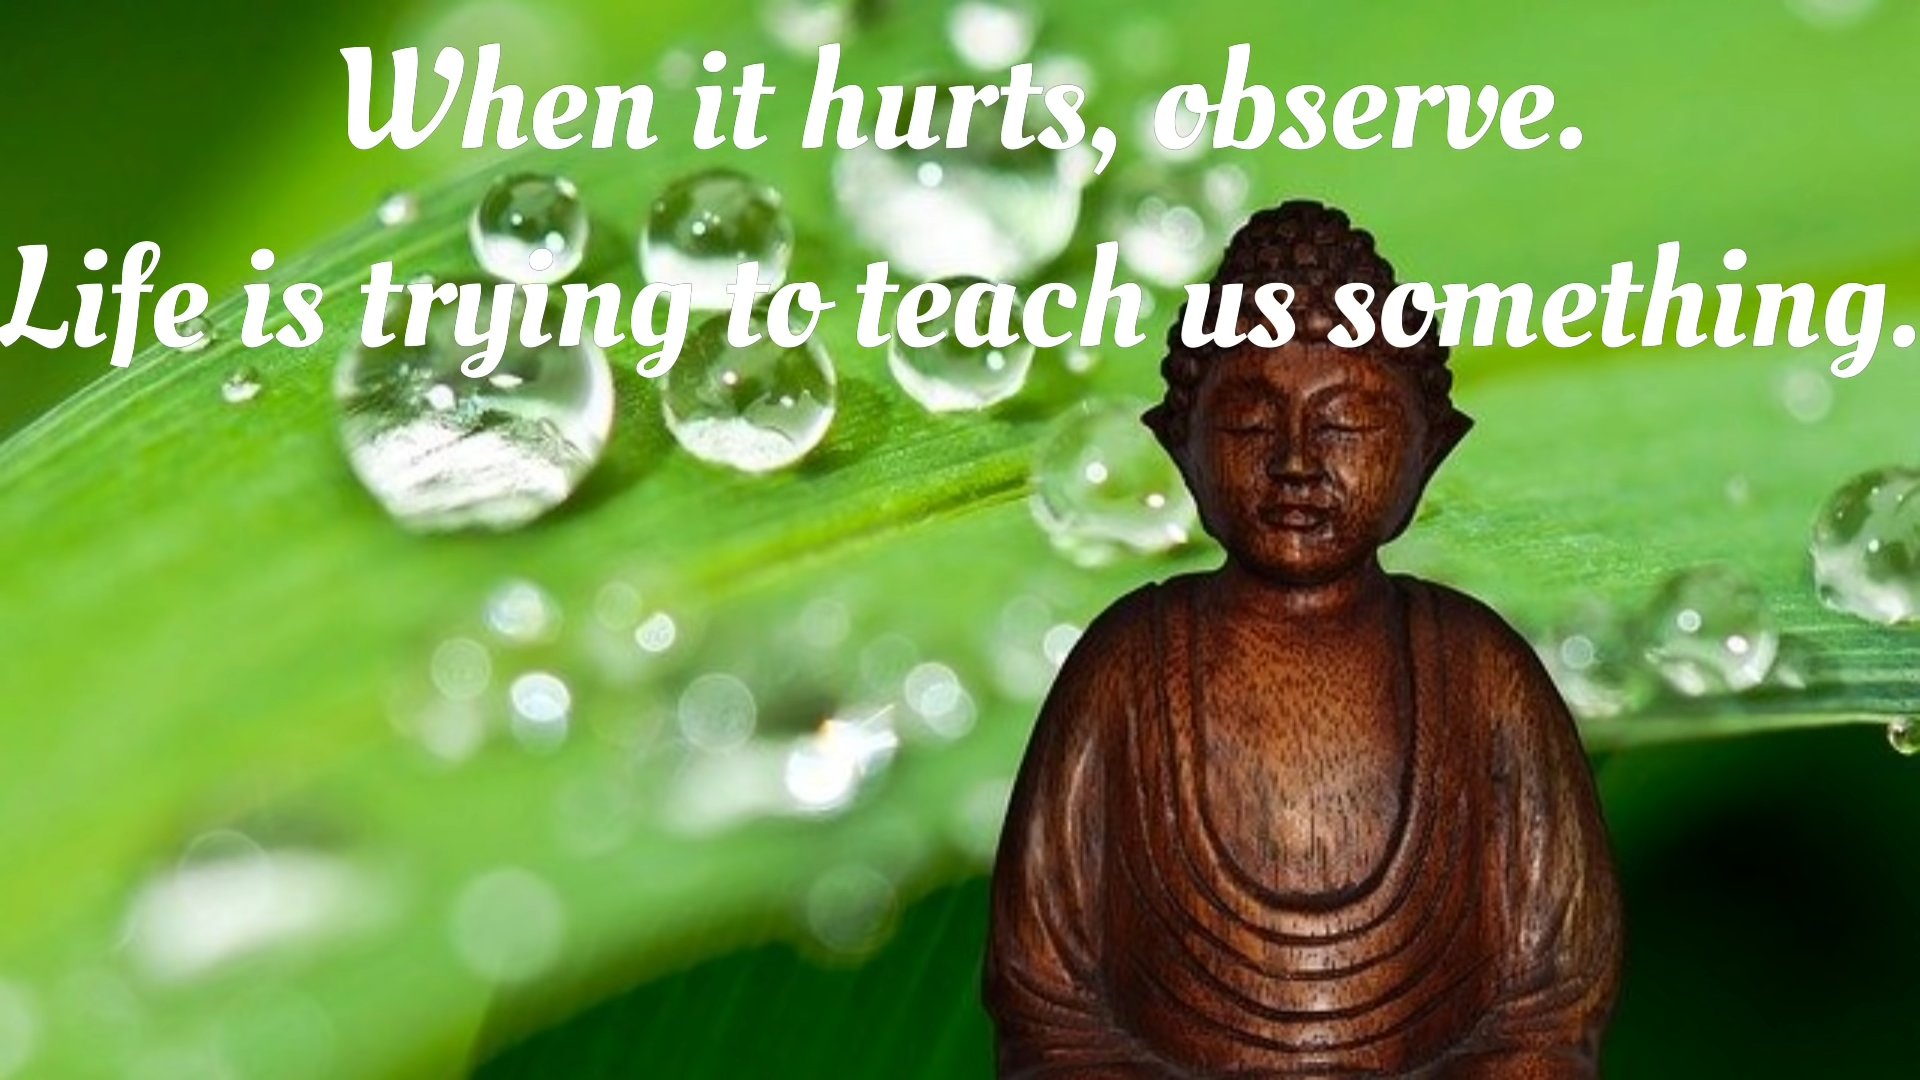 When it hurts, observe.
Life is trying to teach us something.